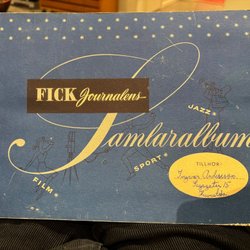 FICK Journalens
Samlaralbum
JAZZ
SPORT
FILM
TILLHÖR: